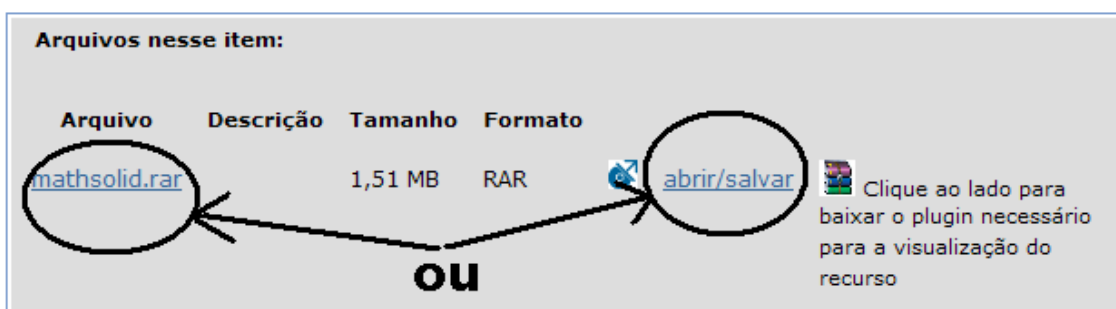 Arquivos nesse item:
Arquivo Descrição Tamanho Formato
mathsolid.rar 1,51 MB RAR abrir/salvar Clique ao lado para
baixar o plugin necessário
para a visualização do
recurso
ou